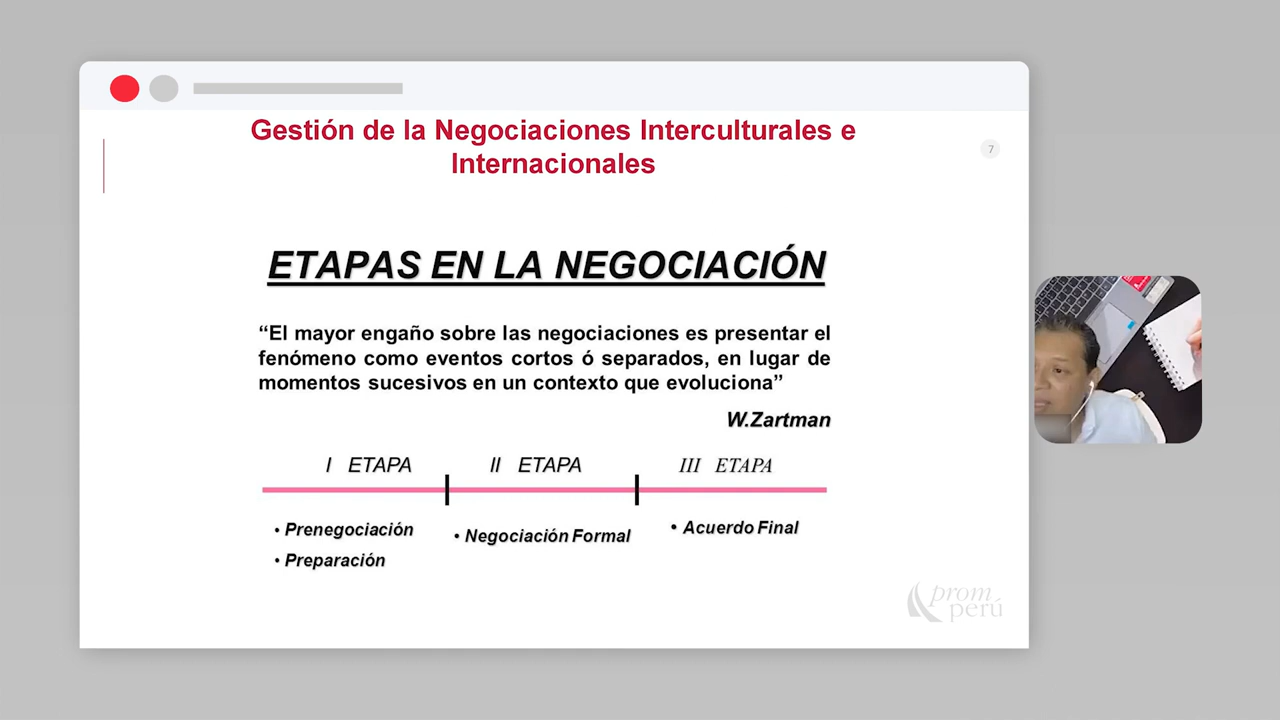 Gestión de la Negociaciones Interculturales e
Internacionales
7
ETAPAS EN LA NEGOCIACIÓN
“El mayor engaño sobre las negociaciones es presentar el
fenómeno como eventos cortos ó separados, en lugar de
momentos sucesivos en un contexto que evoluciona”
W.Zartman
I ETAPA II ETAPA III ETAPA
• Prenegociación • Negociación Formal • Acuerdo Final
• Preparación
prom
perú